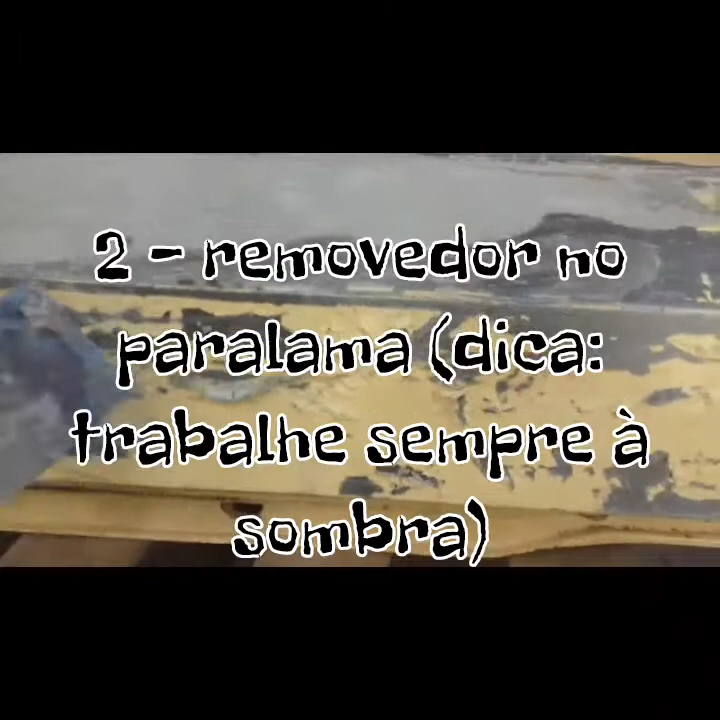 2 - removedor no
paralama (dica:
trabalhe sempre à
sombra)